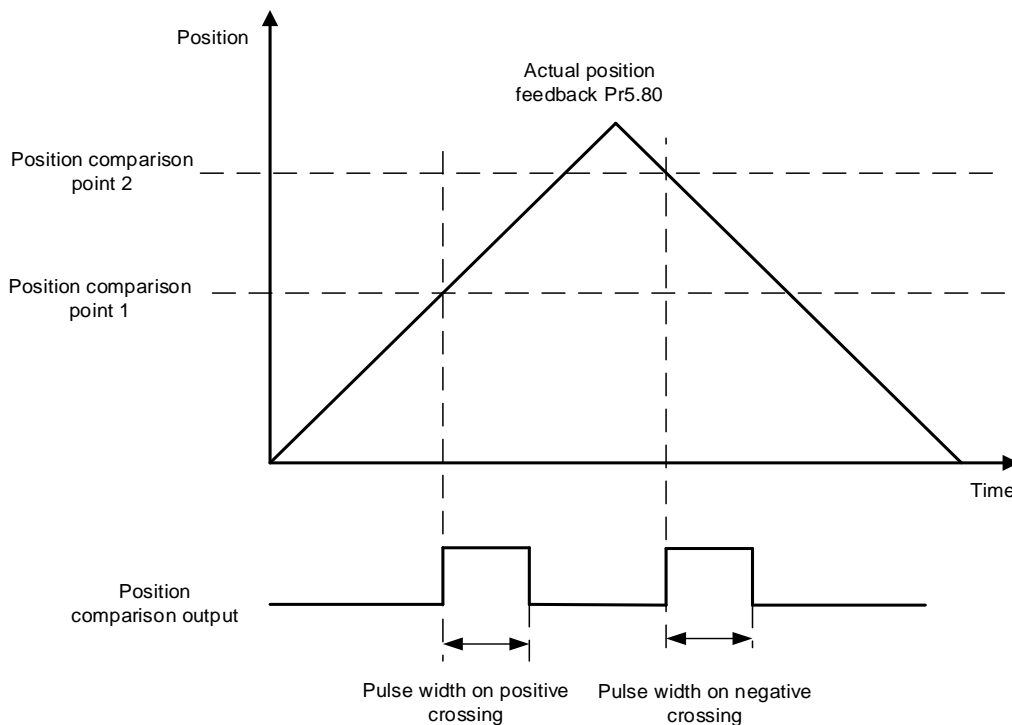 Position
Actual position
feedback Pr5.80
Position comparison
point 2
Position comparison
point 1
Time
Position
comparison output
Pulse width on positive
crossing
Pulse width on negative
crossing